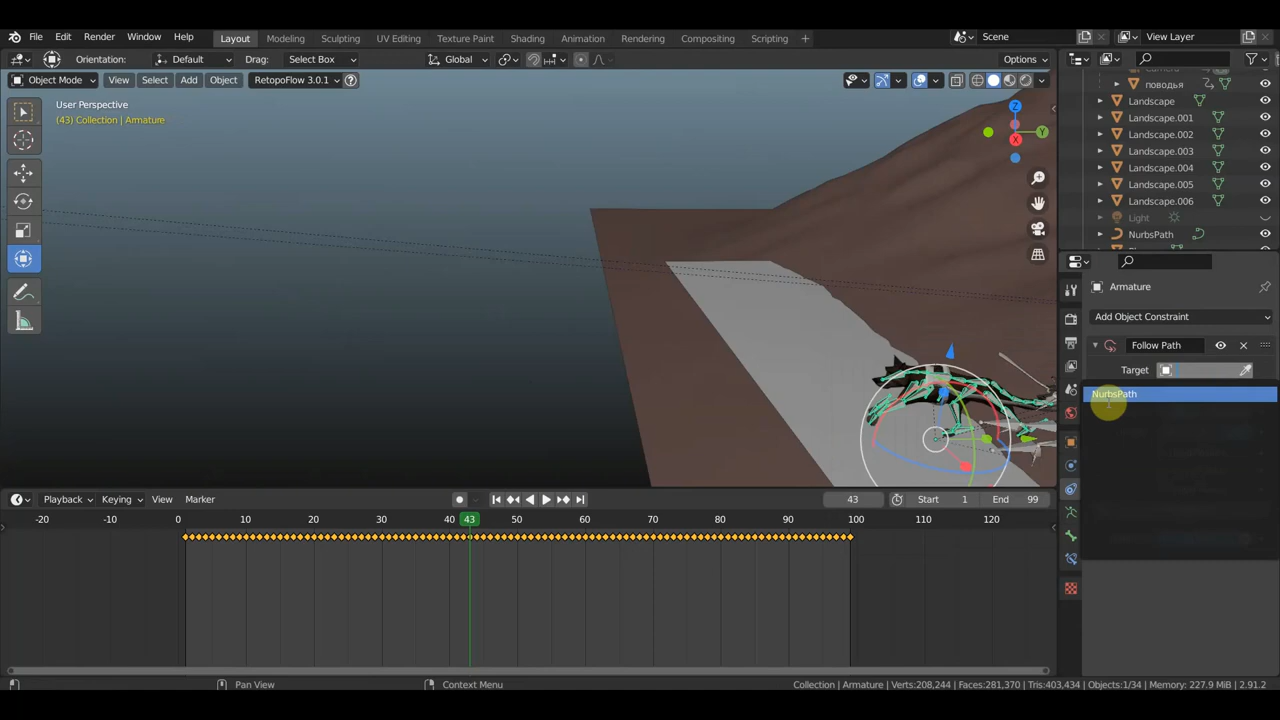 File Edit Render Window Help Layout Modeling Sculpting UV Editing Texture Paint Shading Animation Rendering Compositing Scripting + Scene View Layer
Orientation: Default Drag: Select Box Global Options
Object Mode View Select Add Object RetopoFlow 3.0.1
User Perspective
(43) Collection | Armature
поводья
Landscape
Landscape.001
Landscape.002
Landscape.003
Landscape.004
Landscape.005
Landscape.006
Light
NurbsPath
Armature
Add Object Constraint
Follow Path
Target
NurbsPath
Z
Y
X
Playback Keying View Marker 43 Start 1 End 99
-20 -10 0 10 20 30 40 43 50 60 70 80 90 100 110 120
Pan View Context Menu Collection | Armature | Verts:208,244 | Faces:281,370 | Tris:403,434 | Objects:1/34 | Memory: 227.9 MiB | 2.91.2